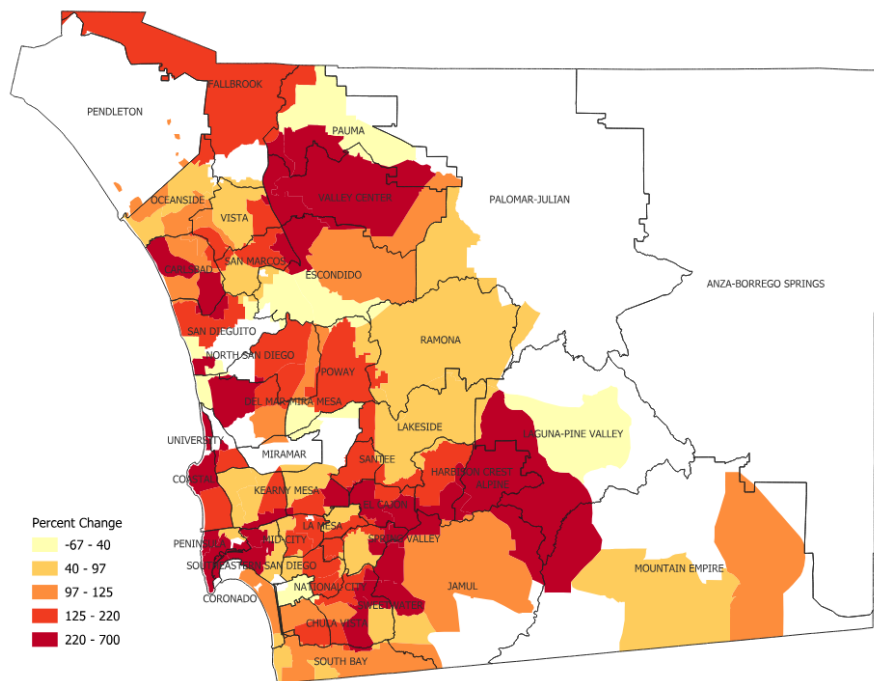 FALLBROOK
PENDLETON
PAUMA
OCEANSIDE
VALLEY CENTER
PALOMAR-JULIAN
VISTA
CARLSBAD
SAN MARCOS
ESCONDIDO
ANZA-BORREGO SPRINGS
SAN DIEGUITO
RAMONA
NORTH SAN DIEGO
POWAY
DEL MAR-MIRA MESA
LAKESIDE
LAGUNA-PINE VALLEY
UNIVERSITY
MIRAMAR
SANTEE
HARBISON CREST
COASTAL
ALPINE
KEARNY MESA
EL CAJON
Percent Change
LA MESA
PENINSULA
MID-CITY
SPRING VALLEY
-67 - 40
SOUTHEASTERN SAN DIEGO
MOUNTAIN EMPIRE
40 - 97
NATIONAL CITY
JAMUL
97 - 125
CORONADO
SWEETWATER
125 - 220
CHULA VISTA
220 - 700
SOUTH BAY